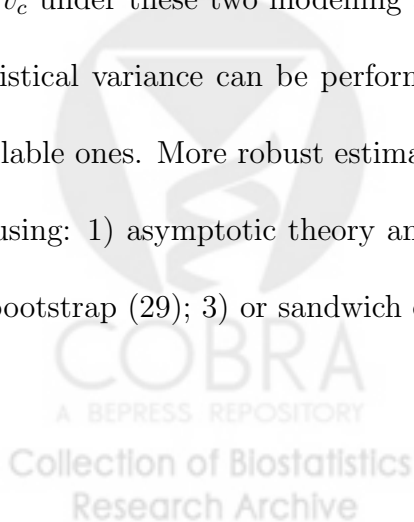 v_c under these two modelling
istical variance can be perform
lable ones. More robust estima
using: 1) asymptotic theory an
bootstrap (29); 3) or sandwich
COBRA
A BEPRESS REPOSITORY
Collection of Biostatistics
Research Archive